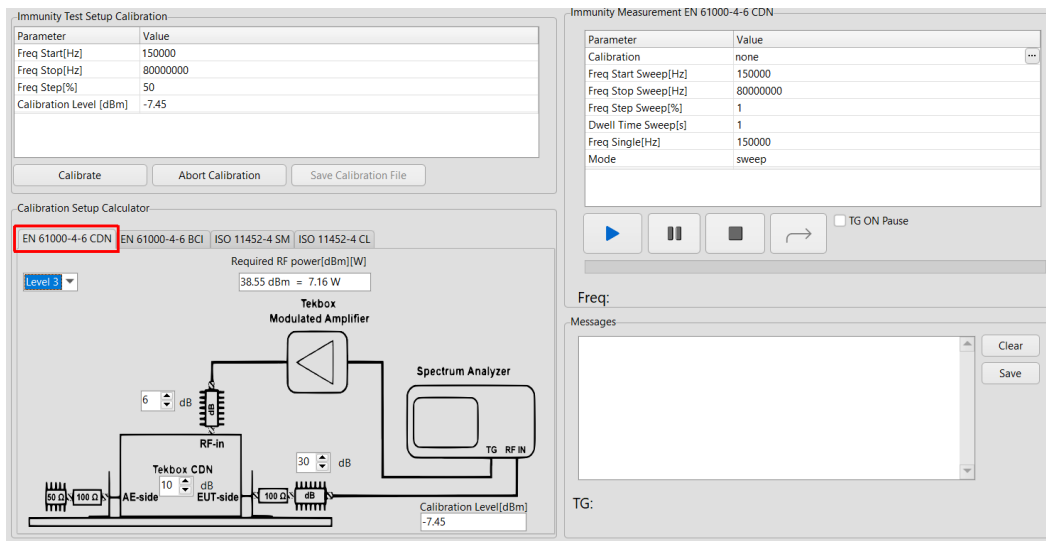 Immunity Test Setup Calibration
Parameter Value
Freq Start[Hz] 150000
Freq Stop[Hz] 80000000
Freq Step[%] 50
Calibration Level [dBm] -7.45
Calibrate Abort Calibration Save Calibration File
Calibration Setup Calculator
EN 61000-4-6 CDN EN 61000-4-6 BCI ISO 11452-4 SM ISO 11452-4 CL
Required RF power[dBm][W]
Level 3 38.55 dBm = 7.16 W
Tekbox
Modulated Amplifier
Spectrum Analyzer
6 dB dB
RF-in
TG RF IN
30 dB
Tekbox CDN
10 dB
50 Ω 100 Ω AE-side EUT-side 100 Ω dB
Calibration Level[dBm]
-7.45
Immunity Measurement EN 61000-4-6 CDN
Parameter Value
Calibration none ...
Freq Start Sweep[Hz] 150000
Freq Stop Sweep[Hz] 80000000
Freq Step Sweep[%] 1
Dwell Time Sweep[s] 1
Freq Single[Hz] 150000
Mode sweep
TG ON Pause
Freq:
Messages
Clear
Save
TG: